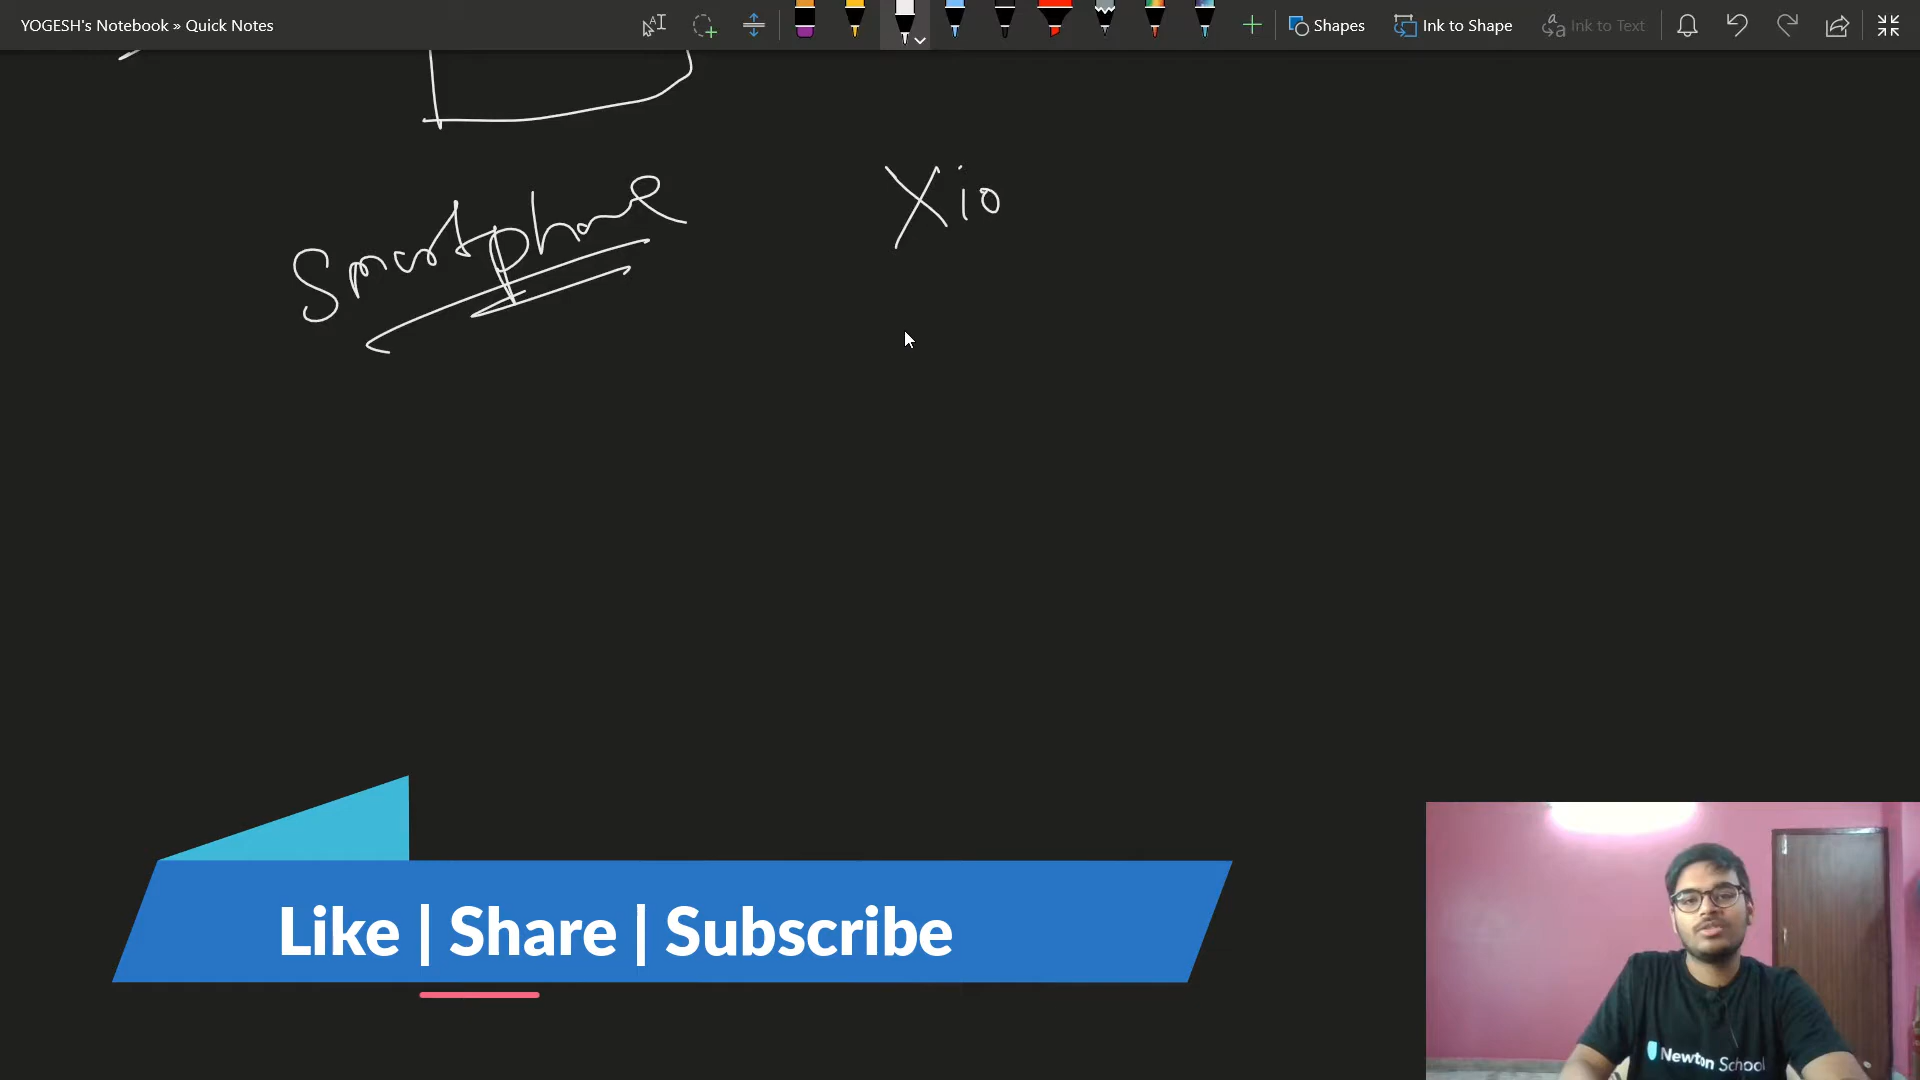 YOGESH's Notebook » Quick Notes
Shapes
Ink to Shape
Ink to Text
Smartphone
Xio
Like | Share | Subscribe
Newton School